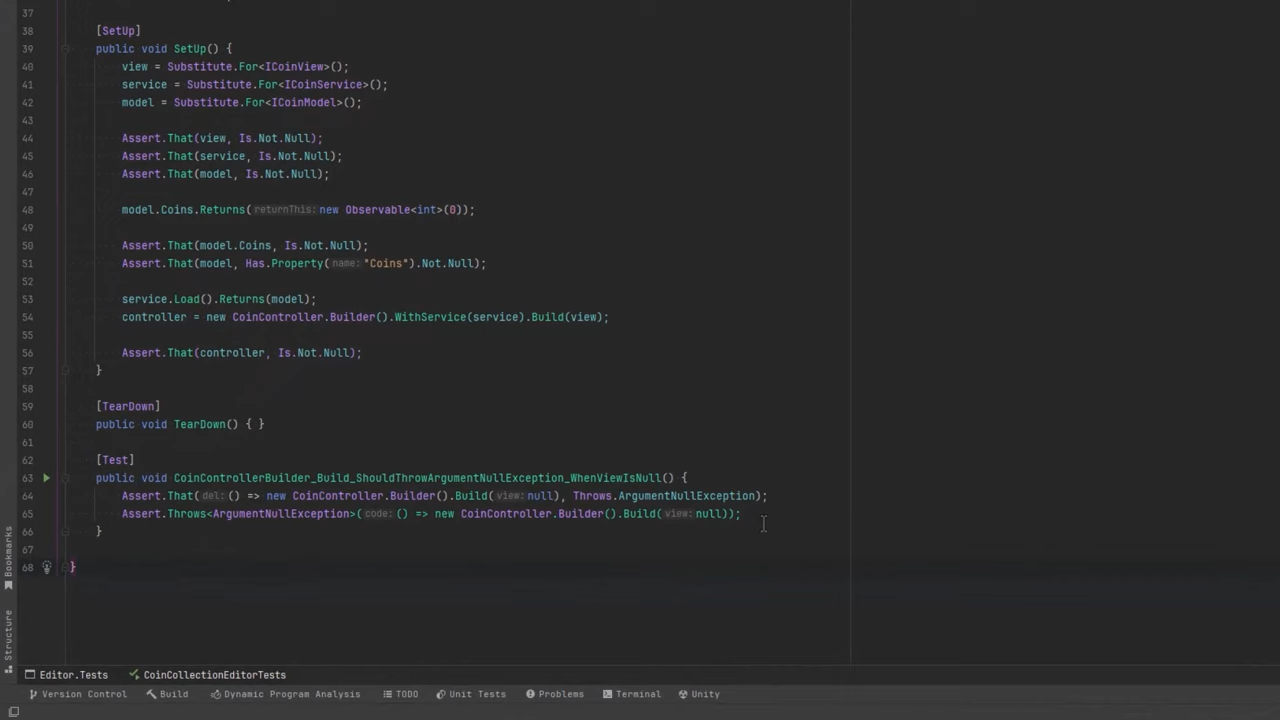 37
38 [SetUp]
39 public void SetUp() {
40 view = Substitute.For<ICoinView>();
41 service = Substitute.For<ICoinService>();
42 model = Substitute.For<ICoinModel>();
43
44 Assert.That(view, Is.Not.Null);
45 Assert.That(service, Is.Not.Null);
46 Assert.That(model, Is.Not.Null);
47
48 model.Coins.Returns( returnThis: new Observable<int>(0));
49
50 Assert.That(model.Coins, Is.Not.Null);
51 Assert.That(model, Has.Property( name: "Coins").Not.Null);
52
53 service.Load().Returns(model);
54 controller = new CoinController.Builder().WithService(service).Build(view);
55
56 Assert.That(controller, Is.Not.Null);
57 }
58
59 [TearDown]
60 public void TearDown() { }
61
62 [Test]
63 public void CoinControllerBuilder_Build_ShouldThrowArgumentNullException_WhenViewIsNull() {
64 Assert.That( del: () => new CoinController.Builder().Build( view: null), Throws.ArgumentNullException);
65 Assert.Throws<ArgumentNullException>( code: () => new CoinController.Builder().Build( view: null));
66 }
67
68 }
Bookmarks
Structure
Editor.Tests CoinCollectionEditorTests
Version Control Build Dynamic Program Analysis TODO Unit Tests Problems Terminal Unity